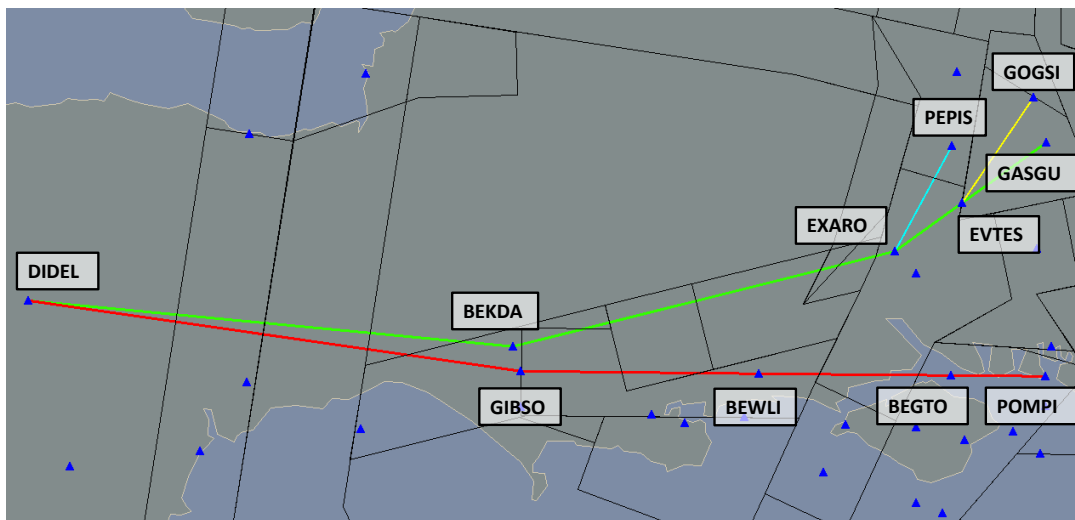 GOGSI
PEPIS
GASGU
EXARO
EVTES
DIDEL
BEKDA
GIBSO
BEWLI
BEGTO
POMPI